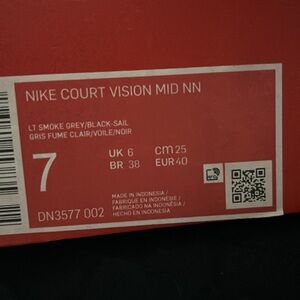 NIKE COURT VISION MID NN
LT SMOKE GREY/BLACK-SAIL
GRIS FUME CLAIR/VOILE/NOIR
7
UK 6 cm 25
BR 38 EUR 40
MADE IN INDONESIA /
FABRIQUE EN INDONESIE /
FABRICADO NA INDONÉSIA /
HECHO EN INDONESIA
DN3577 002